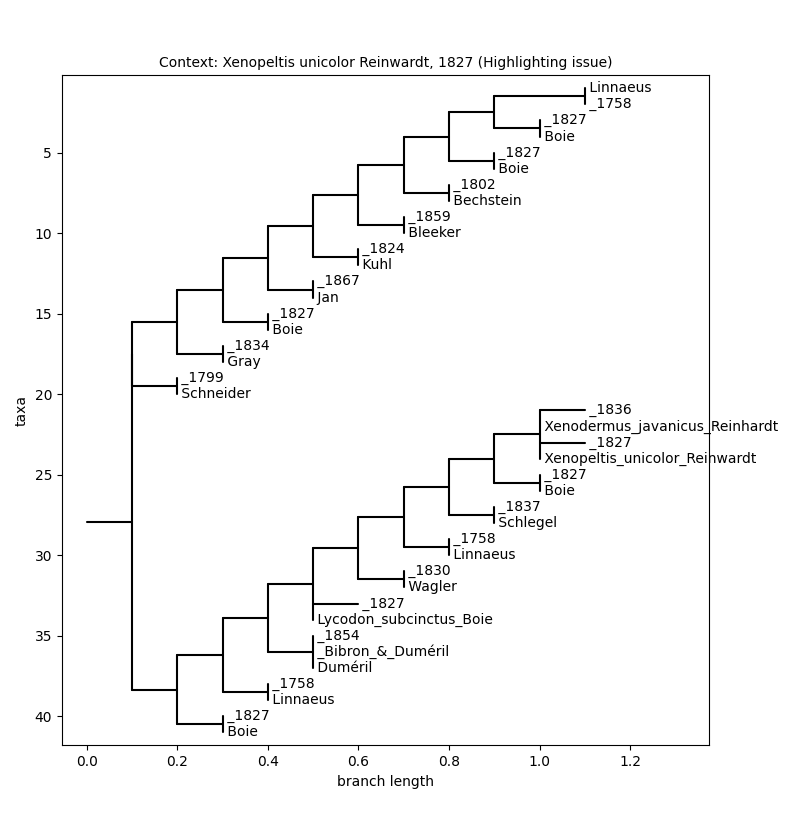 Context: Xenopeltis unicolor Reinwardt, 1827 (Highlighting issue)
Linnaeus
_1758
_1827
Boie
_1827
Boie
_1802
Bechstein
_1859
Bleeker
_1824
Kuhl
_1867
Jan
_1827
Boie
_1834
Gray
_1799
Schneider
_1836
Xenodermus_javanicus_Reinhardt
_1827
Xenopeltis_unicolor_Reinwardt
_1827
Boie
_1837
Schlegel
_1758
Linnaeus
_1830
Wagler
_1827
Lycodon_subcinctus_Boie
_1854
_Bibron_&_Duméril
Duméril
_1758
Linnaeus
_1827
Boie
5
10
15
20
25
30
35
40
taxa
0.0 0.2 0.4 0.6 0.8 1.0 1.2
branch length